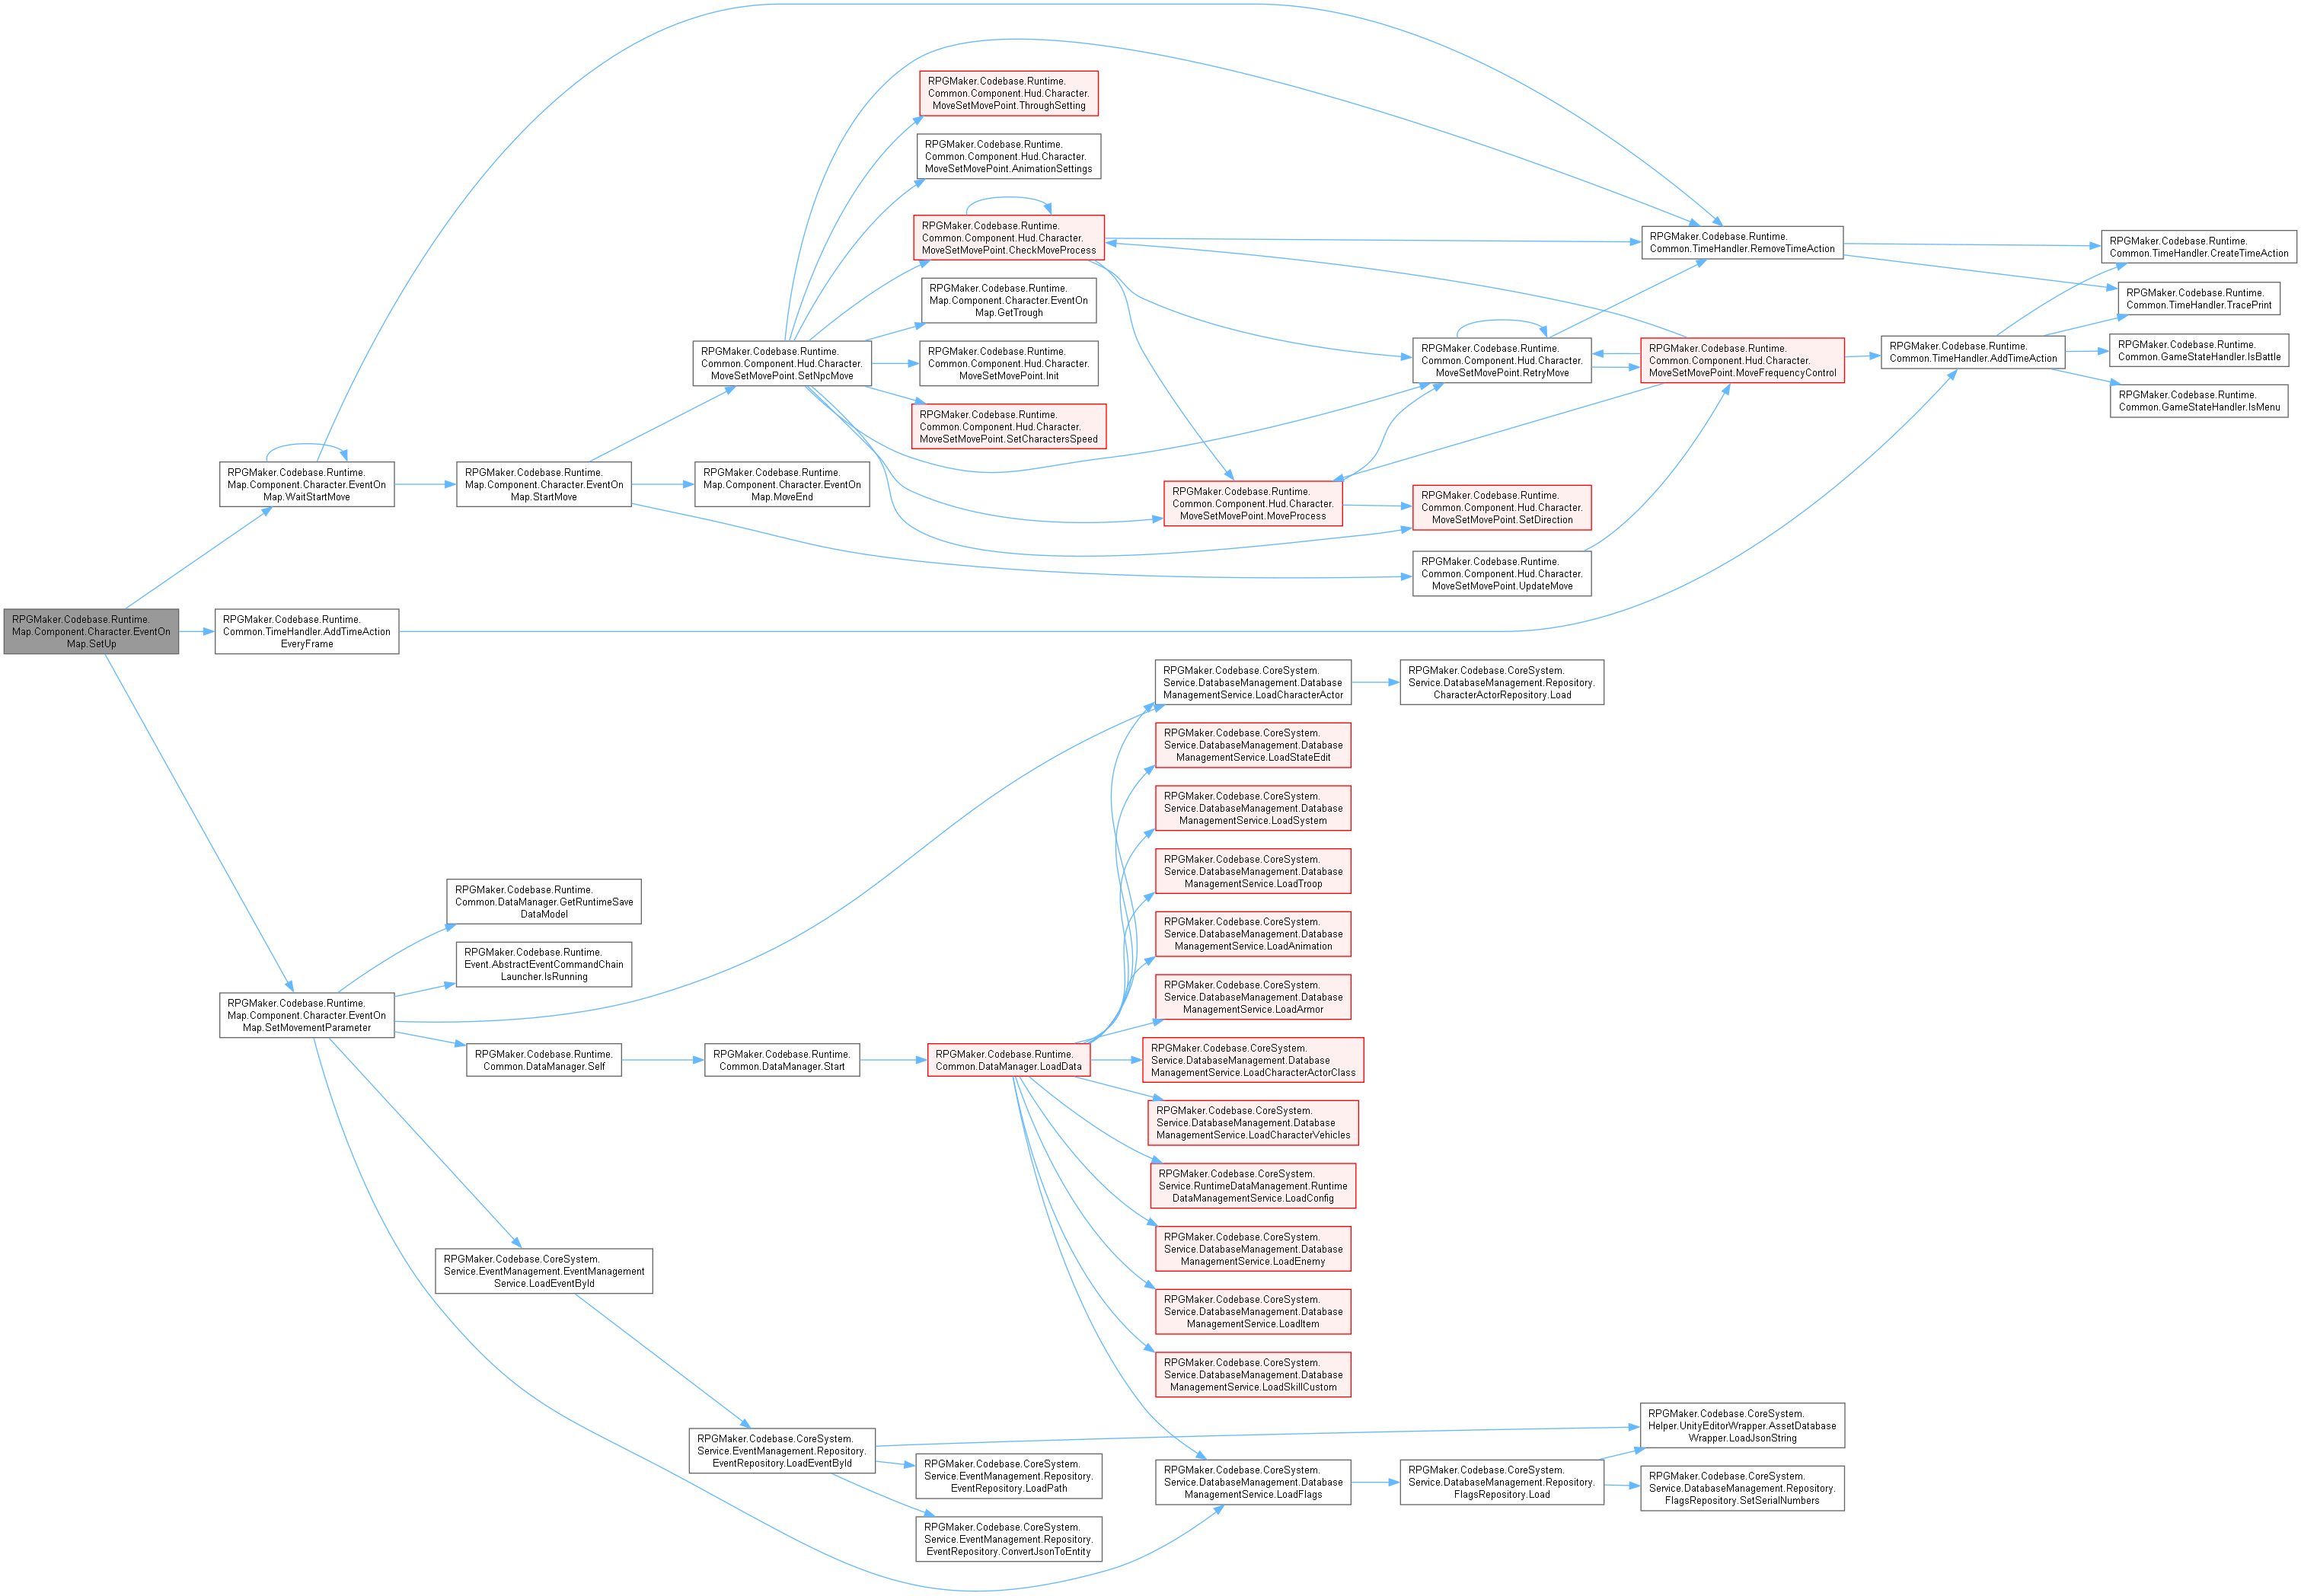 RPGMaker.Codebase.Runtime.
Map.Component.Character.EventOn
Map.SetUp
RPGMaker.Codebase.Runtime.
Map.Component.Character.EventOn
Map.WaitStartMove
RPGMaker.Codebase.Runtime.
Common.TimeHandler.AddTimeAction
EveryFrame
RPGMaker.Codebase.Runtime.
Map.Component.Character.EventOn
Map.SetMovementParameter
RPGMaker.Codebase.Runtime.
Map.Component.Character.EventOn
Map.StartMove
RPGMaker.Codebase.Runtime.
Common.DataManager.GetRuntimeSave
DataModel
RPGMaker.Codebase.Runtime.
Event.AbstractEventCommandChain
Launcher.IsRunning
RPGMaker.Codebase.Runtime.
Common.DataManager.Self
RPGMaker.Codebase.CoreSystem.
Service.EventManagement.EventManagement
Service.LoadEventById
RPGMaker.Codebase.Runtime.
Common.Component.Hud.Character.
MoveSetMovePoint.SetNpcMove
RPGMaker.Codebase.Runtime.
Map.Component.Character.EventOn
Map.MoveEnd
RPGMaker.Codebase.Runtime.
Common.DataManager.Start
RPGMaker.Codebase.CoreSystem.
Service.EventManagement.Repository.
EventRepository.LoadEventById
RPGMaker.Codebase.Runtime.
Common.Component.Hud.Character.
MoveSetMovePoint.ThroughSetting
RPGMaker.Codebase.Runtime.
Common.Component.Hud.Character.
MoveSetMovePoint.AnimationSettings
RPGMaker.Codebase.Runtime.
Common.Component.Hud.Character.
MoveSetMovePoint.CheckMoveProcess
RPGMaker.Codebase.Runtime.
Map.Component.Character.EventOn
Map.GetTrough
RPGMaker.Codebase.Runtime.
Common.Component.Hud.Character.
MoveSetMovePoint.Init
RPGMaker.Codebase.Runtime.
Common.Component.Hud.Character.
MoveSetMovePoint.SetCharactersSpeed
RPGMaker.Codebase.Runtime.
Common.DataManager.LoadData
RPGMaker.Codebase.CoreSystem.
Service.EventManagement.Repository.
EventRepository.LoadPath
RPGMaker.Codebase.CoreSystem.
Service.EventManagement.Repository.
EventRepository.ConvertJsonToEntity
RPGMaker.Codebase.Runtime.
Common.Component.Hud.Character.
MoveSetMovePoint.MoveProcess
RPGMaker.Codebase.CoreSystem.
Service.DatabaseManagement.Database
ManagementService.LoadCharacterActor
RPGMaker.Codebase.CoreSystem.
Service.DatabaseManagement.Database
ManagementService.LoadStateEdit
RPGMaker.Codebase.CoreSystem.
Service.DatabaseManagement.Database
ManagementService.LoadSystem
RPGMaker.Codebase.CoreSystem.
Service.DatabaseManagement.Database
ManagementService.LoadTroop
RPGMaker.Codebase.CoreSystem.
Service.DatabaseManagement.Database
ManagementService.LoadAnimation
RPGMaker.Codebase.CoreSystem.
Service.DatabaseManagement.Database
ManagementService.LoadArmor
RPGMaker.Codebase.CoreSystem.
Service.DatabaseManagement.Database
ManagementService.LoadCharacterActorClass
RPGMaker.Codebase.CoreSystem.
Service.DatabaseManagement.Database
ManagementService.LoadCharacterVehicles
RPGMaker.Codebase.CoreSystem.
Service.RuntimeDataManagement.Runtime
DataManagementService.LoadConfig
RPGMaker.Codebase.CoreSystem.
Service.DatabaseManagement.Database
ManagementService.LoadEnemy
RPGMaker.Codebase.CoreSystem.
Service.DatabaseManagement.Database
ManagementService.LoadItem
RPGMaker.Codebase.CoreSystem.
Service.DatabaseManagement.Database
ManagementService.LoadSkillCustom
RPGMaker.Codebase.CoreSystem.
Service.DatabaseManagement.Database
ManagementService.LoadFlags
RPGMaker.Codebase.Runtime.
Common.Component.Hud.Character.
MoveSetMovePoint.RetryMove
RPGMaker.Codebase.Runtime.
Common.Component.Hud.Character.
MoveSetMovePoint.SetDirection
RPGMaker.Codebase.Runtime.
Common.Component.Hud.Character.
MoveSetMovePoint.UpdateMove
RPGMaker.Codebase.CoreSystem.
Service.DatabaseManagement.Repository.
CharacterActorRepository.Load
RPGMaker.Codebase.CoreSystem.
Service.DatabaseManagement.Repository.
FlagsRepository.Load
RPGMaker.Codebase.Runtime.
Common.TimeHandler.RemoveTimeAction
RPGMaker.Codebase.Runtime.
Common.Component.Hud.Character.
MoveSetMovePoint.MoveFrequencyControl
RPGMaker.Codebase.CoreSystem.
Helper.UnityEditorWrapper.AssetDatabase
Wrapper.LoadJsonString
RPGMaker.Codebase.CoreSystem.
Service.DatabaseManagement.Repository.
FlagsRepository.SetSerialNumbers
RPGMaker.Codebase.Runtime.
Common.TimeHandler.AddTimeAction
RPGMaker.Codebase.Runtime.
Common.TimeHandler.CreateTimeAction
RPGMaker.Codebase.Runtime.
Common.TimeHandler.TracePrint
RPGMaker.Codebase.Runtime.
Common.GameStateHandler.IsBattle
RPGMaker.Codebase.Runtime.
Common.GameStateHandler.IsMenu